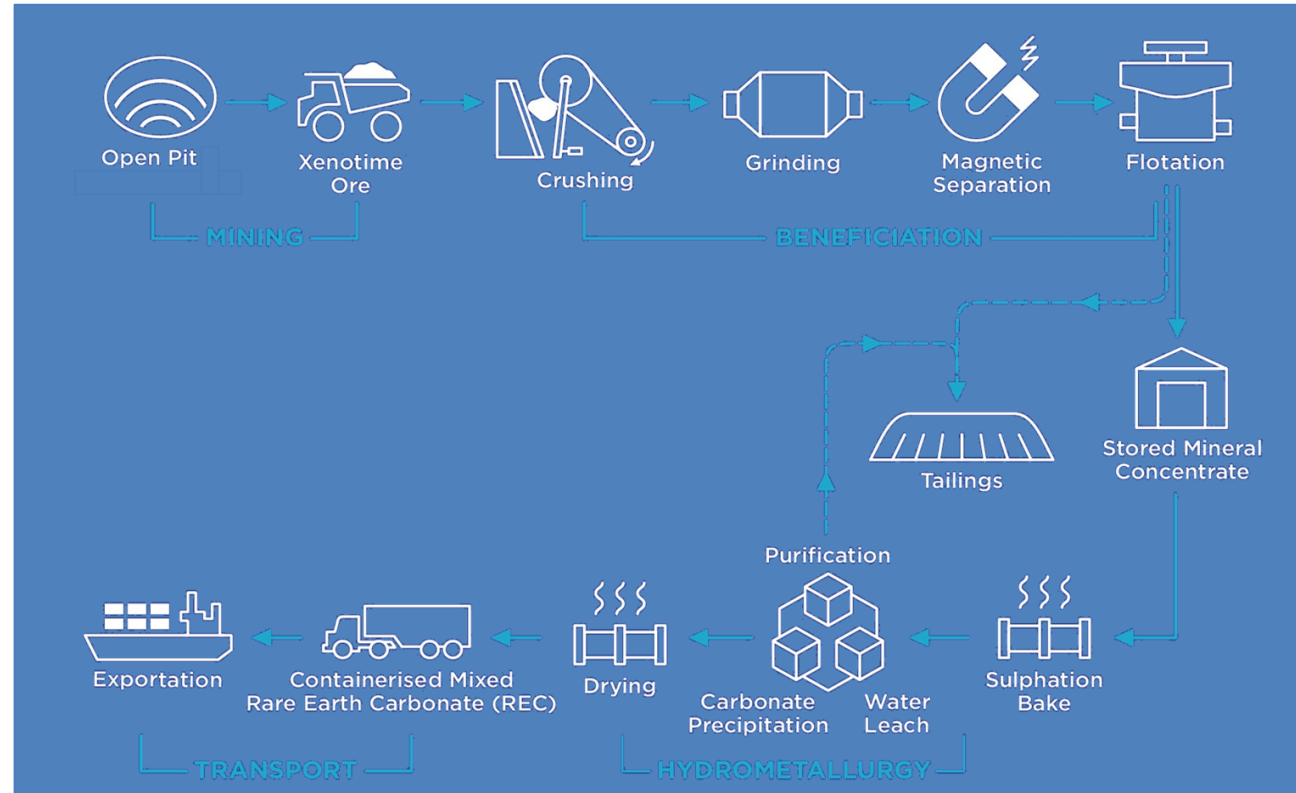 Open Pit
Xenotime
Ore
Crushing
Grinding
Magnetic
Separation
Flotation
MINING
BENEFICIATION
Stored Mineral
Concentrate
Tailings
Purification
Exportation
Containerised Mixed
Rare Earth Carbonate (REC)
Drying
Carbonate
Precipitation
Water
Leach
Sulphation
Bake
TRANSPORT
HYDROMETALLURGY